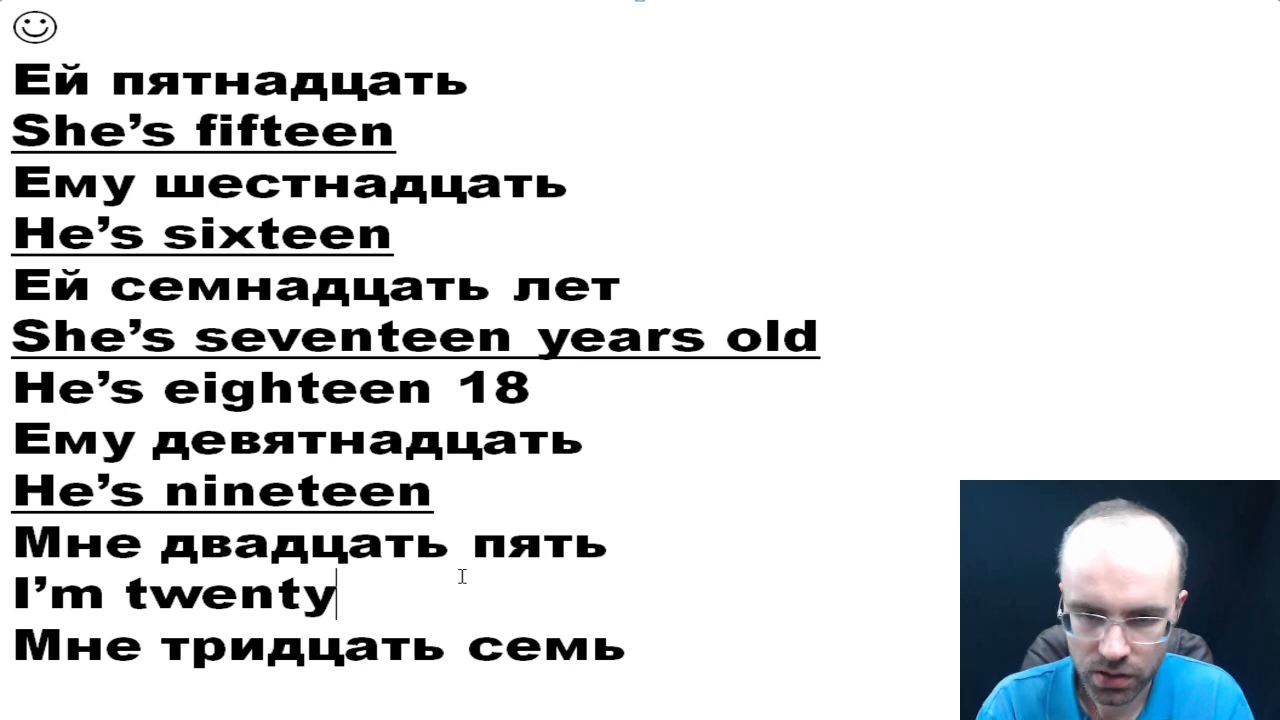 Ей пятнадцать
She’s fifteen
Ему шестнадцать
He’s sixteen
Ей семнадцать лет
She’s seventeen years old
He’s eighteen 18
Ему девятнадцать
He’s nineteen
Мне двадцать пять
I’m twenty
Мне тридцать семь